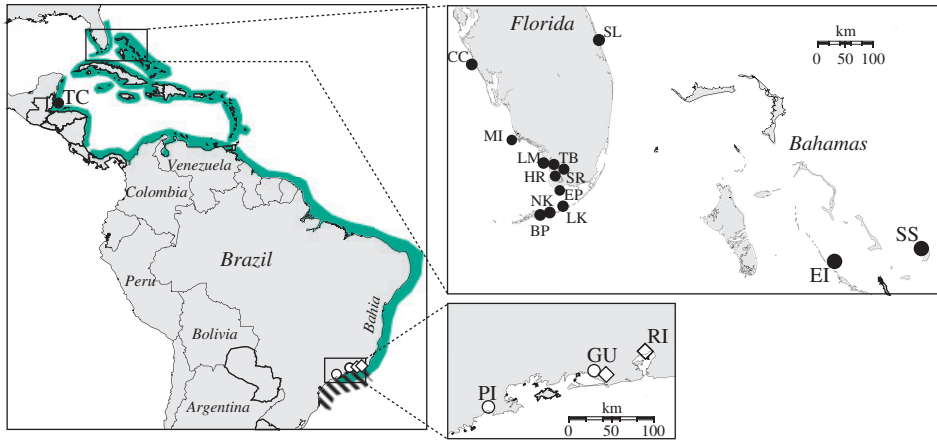 TC
Venezuela
Colombia
Brazil
Peru
Bahia
Bolivia
Argentina
Florida
SL
km
0 50 100
CC
MI
Bahamas
LM
TB
HR
SR
EP
NK
LK
BP
SS
EI
RI
GU
PI
km
0 50 100